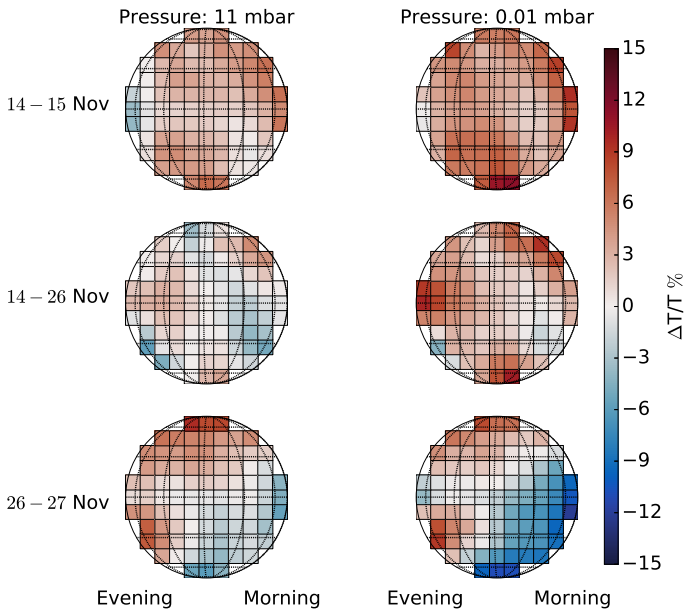 Pressure: 11 mbar
Pressure: 0.01 mbar
14 − 15 Nov
14 − 26 Nov
26 − 27 Nov
15
12
9
6
3
0
−3
−6
−9
−12
−15
ΔT/T %
Evening
Morning
Evening
Morning